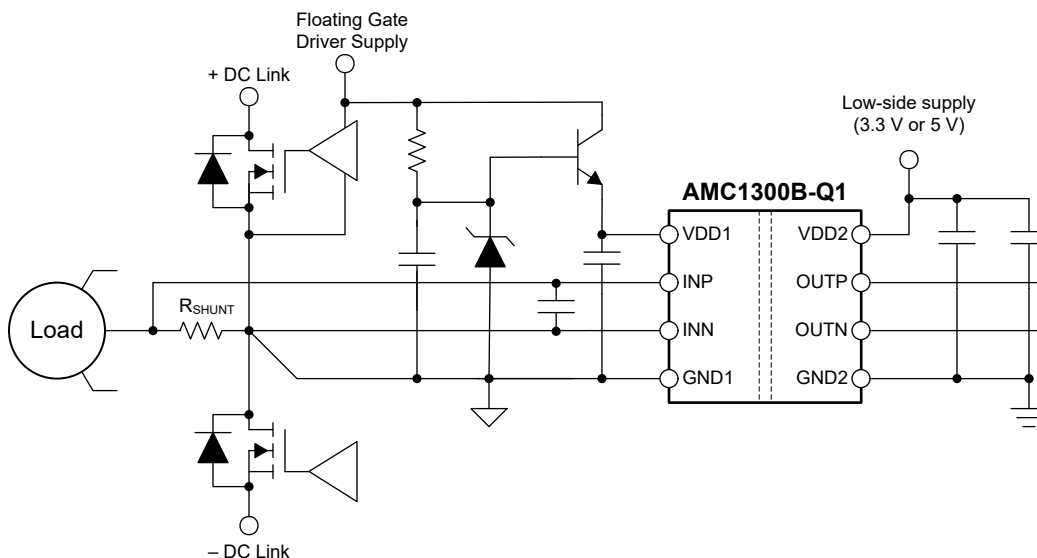 Floating Gate
Driver Supply
+ DC Link
Low-side supply
(3.3 V or 5 V)
AMC1300B-Q1
VDD1
VDD2
INP
OUTP
RSHUNT
Load
INN
OUTN
GND1
GND2
– DC Link